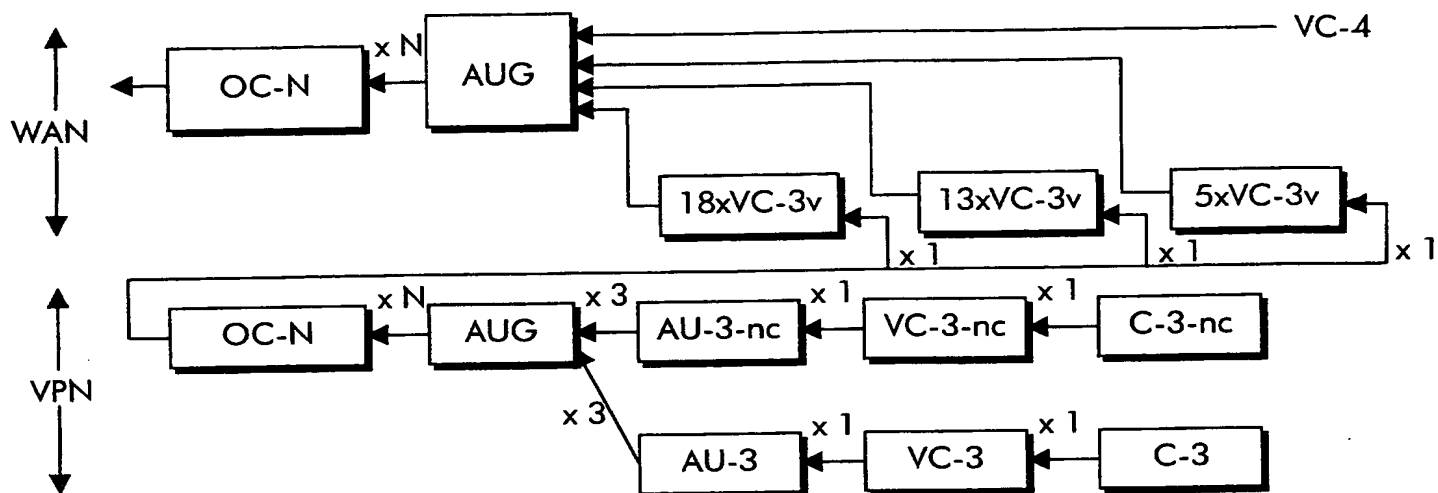 VC-4
x N
OC-N
AUG
WAN
18xVC-3v
13xVC-3v
5xVC-3v
x 1
x 1
x 1
x N
x 3
x 1
x 1
OC-N
AUG
AU-3-nc
VC-3-nc
C-3-nc
VPN
x 3
x 1
x 1
AU-3
VC-3
C-3